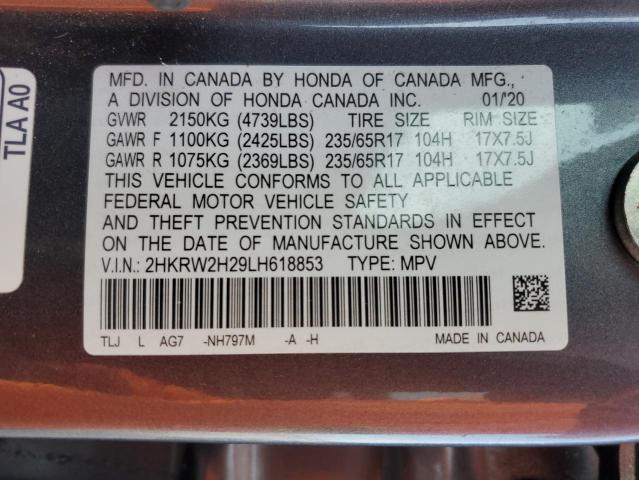 TLA A0
MFD. IN CANADA BY HONDA OF CANADA MFG.,
A DIVISION OF HONDA CANADA INC. 01/'20
GVWR 2150KG (4739LBS) TIRE SIZE RIM SIZE
GAWR F 1100KG (2425LBS) 235/65R17 104H 17X7.5J
GAWR R 1075KG (2369LBS) 235/65R17 104H 17X7.5J
THIS VEHICLE CONFORMS TO ALL APPLICABLE
FEDERAL MOTOR VEHICLE SAFETY
AND THEFT PREVENTION STANDARDS IN EFFECT
ON THE DATE OF MANUFACTURE SHOWN ABOVE.
V.I.N.: 2HKRW2H29LH618853 TYPE: MPV
TLJ L AG7 -NH797M -A -H MADE IN CANADA